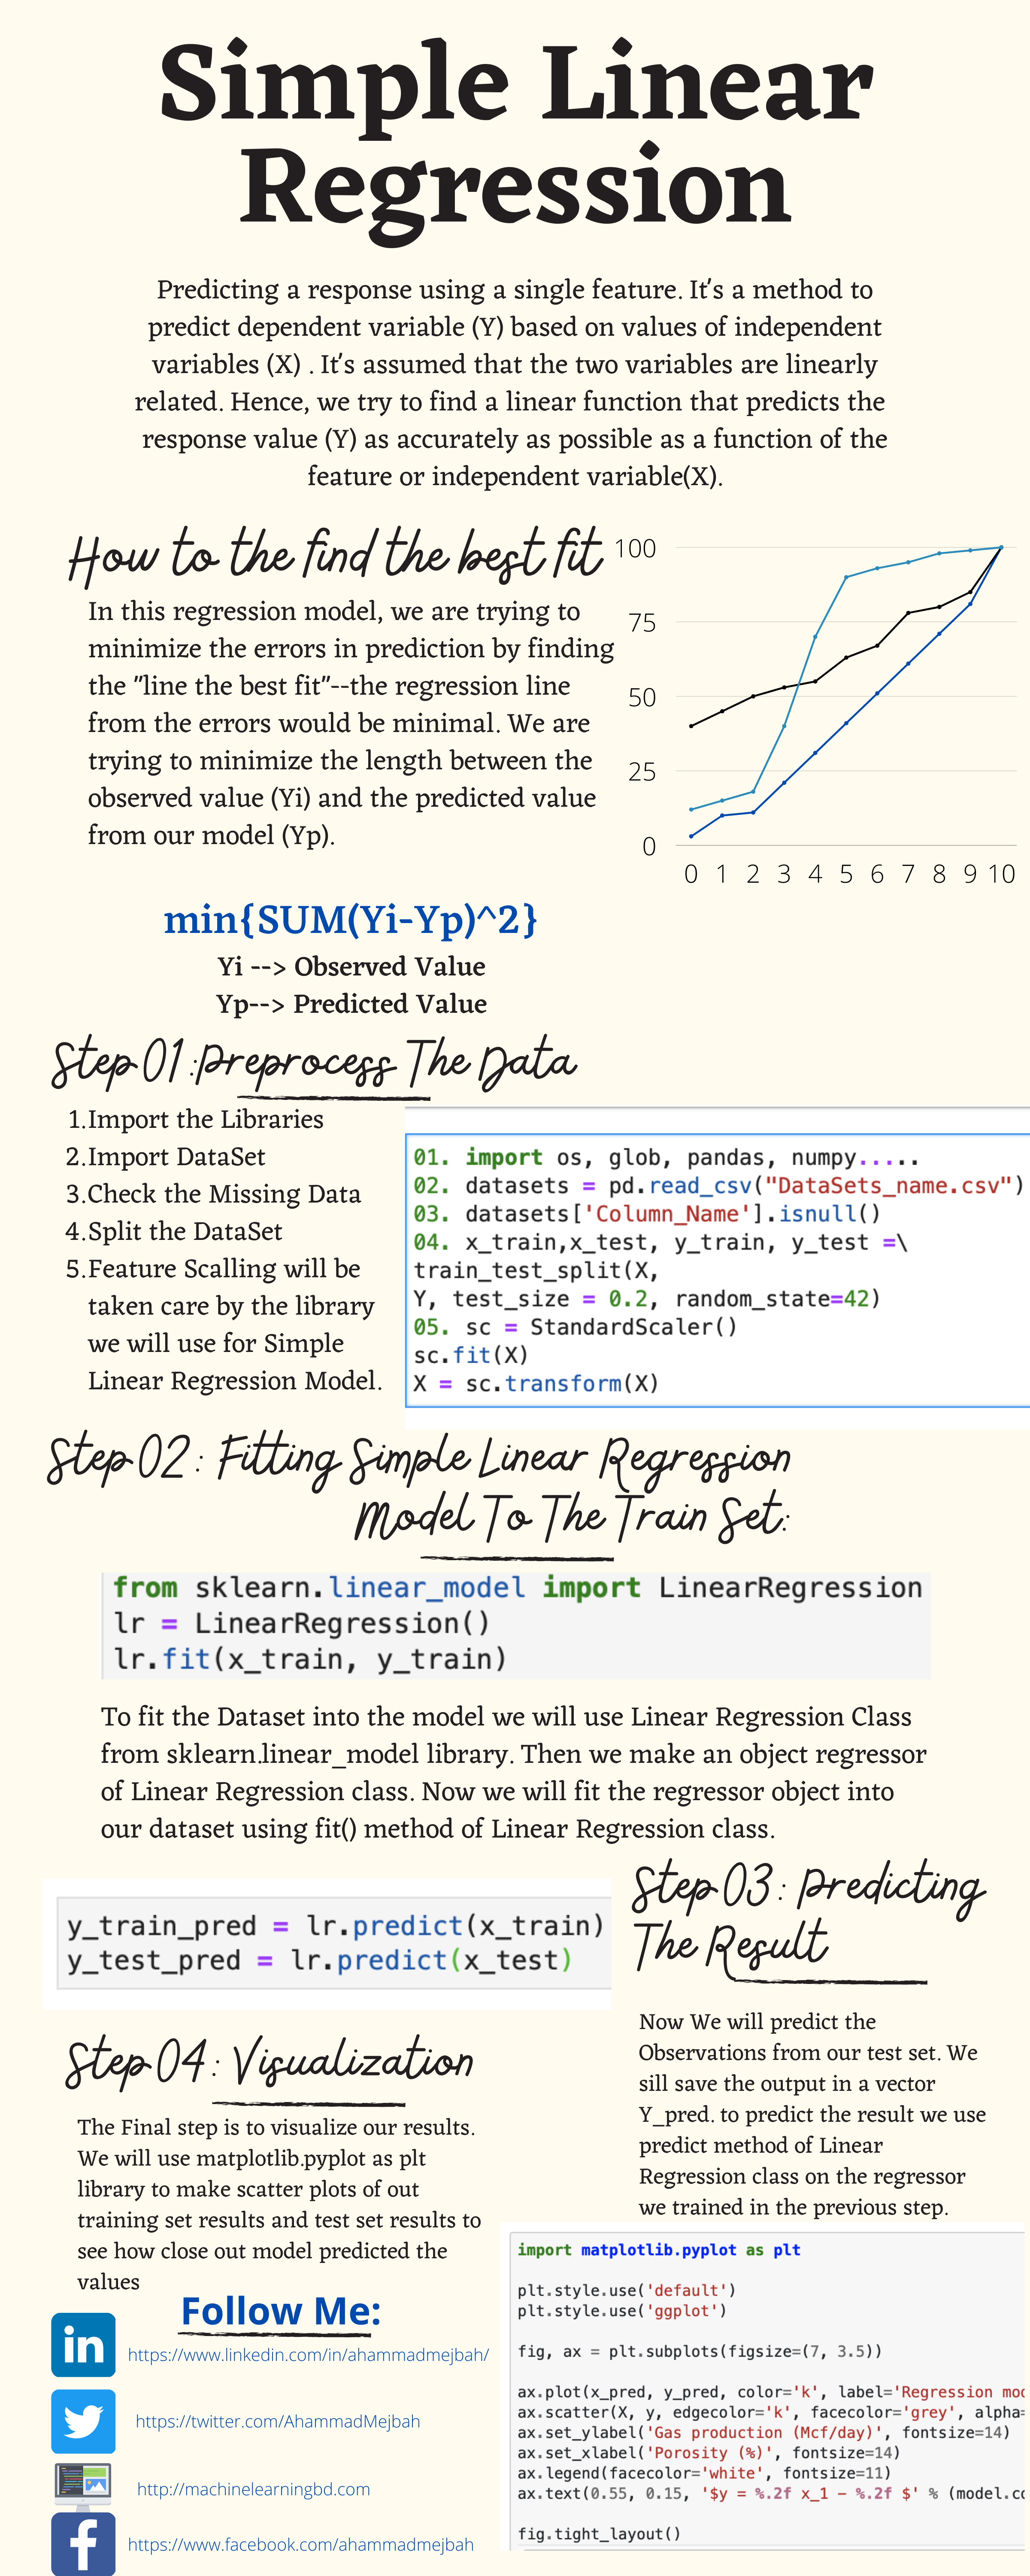 Simple Linear
Regression
Predicting a response using a single feature. It's a method to
predict dependent variable (Y) based on values of independent
variables (X) . It's assumed that the two variables are linearly
related. Hence, we try to find a linear function that predicts the
response value (Y) as accurately as possible as a function of the
feature or independent variable(X).
How to the find the best fit
In this regression model, we are trying to
minimize the errors in prediction by finding
the "line the best fit"--the regression line
from the errors would be minimal. We are
trying to minimize the length between the
observed value (Yi) and the predicted value
from our model (Yp).
100
75
50
25
0
0 1 2 3 4 5 6 7 8 9 10
min{SUM(Yi-Yp)^2}
Yi --> Observed Value
Yp--> Predicted Value
Step 01 :Preprocess The Data
1.Import the Libraries
2.Import DataSet
3.Check the Missing Data
4.Split the DataSet
5.Feature Scalling will be
taken care by the library
we will use for Simple
Linear Regression Model.
01. import os, glob, pandas, numpy.....
02. datasets = pd.read_csv("DataSets_name.csv")
03. datasets['Column_Name'].isnull()
04. x_train,x_test, y_train, y_test =\
train_test_split(X,
Y, test_size = 0.2, random_state=42)
05. sc = StandardScaler()
sc.fit(X)
X = sc.transform(X)
Step 02 : Fitting Simple Linear Regression
Model To The Train Set:
from sklearn.linear_model import LinearRegression
lr = LinearRegression()
lr.fit(x_train, y_train)
To fit the Dataset into the model we will use Linear Regression Class
from sklearn.linear_model library. Then we make an object regressor
of Linear Regression class. Now we will fit the regressor object into
our dataset using fit() method of Linear Regression class.
y_train_pred = lr.predict(x_train)
y_test_pred = lr.predict(x_test)
Step 03 : Predicting
The Result
Now We will predict the
Observations from our test set. We
sill save the output in a vector
Y_pred. to predict the result we use
predict method of Linear
Regression class on the regressor
we trained in the previous step.
Step 04 : Visualization
The Final step is to visualize our results.
We will use matplotlib.pyplot as plt
library to make scatter plots of out
training set results and test set results to
see how close out model predicted the
values
import matplotlib.pyplot as plt
plt.style.use('default')
plt.style.use('ggplot')
fig, ax = plt.subplots(figsize=(7, 3.5))
ax.plot(x_pred, y_pred, color='k', label='Regression mod
ax.scatter(X, y, edgecolor='k', facecolor='grey', alpha=
ax.set_ylabel('Gas production (Mcf/day)', fontsize=14)
ax.set_xlabel('Porosity (%)', fontsize=14)
ax.legend(facecolor='white', fontsize=11)
ax.text(0.55, 0.15, '$y = %.2f x_1 - %.2f $' % (model.co
fig.tight_layout()
Follow Me:
in
https://www.linkedin.com/in/ahammadmejbah/
https://twitter.com/AhammadMejbah
http://machinelearningbd.com
f
https://www.facebook.com/ahammadmejbah